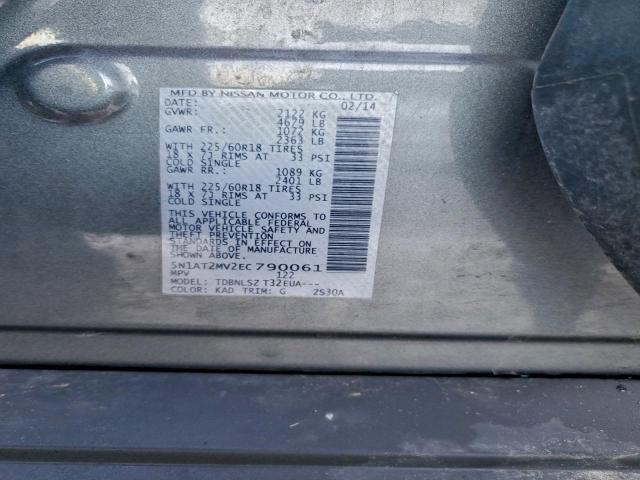 MFD BY NISSAN MOTOR CO., LTD.
DATE: 02/14
GVWR: 2122 KG
4679 LB
GAWR FR.: 1072 KG
2363 LB
WITH 225/60R18 TIRES
18 X 7J RIMS AT 33 PSI
COLD SINGLE
GAWR RR.: 1089 KG
2401 LB
WITH 225/60R18 TIRES
18 X 7J RIMS AT 33 PSI
COLD SINGLE
THIS VEHICLE CONFORMS TO
ALL APPLICABLE FEDERAL
MOTOR VEHICLE SAFETY AND
THEFT PREVENTION
STANDARDS IN EFFECT ON
THE DATE OF MANUFACTURE
SHOWN ABOVE.
5N1AT2MV2EC790061
MPV 122
MODEL: TDBNLSZ T32EUA---
COLOR: KAD TRIM: G 2S30A